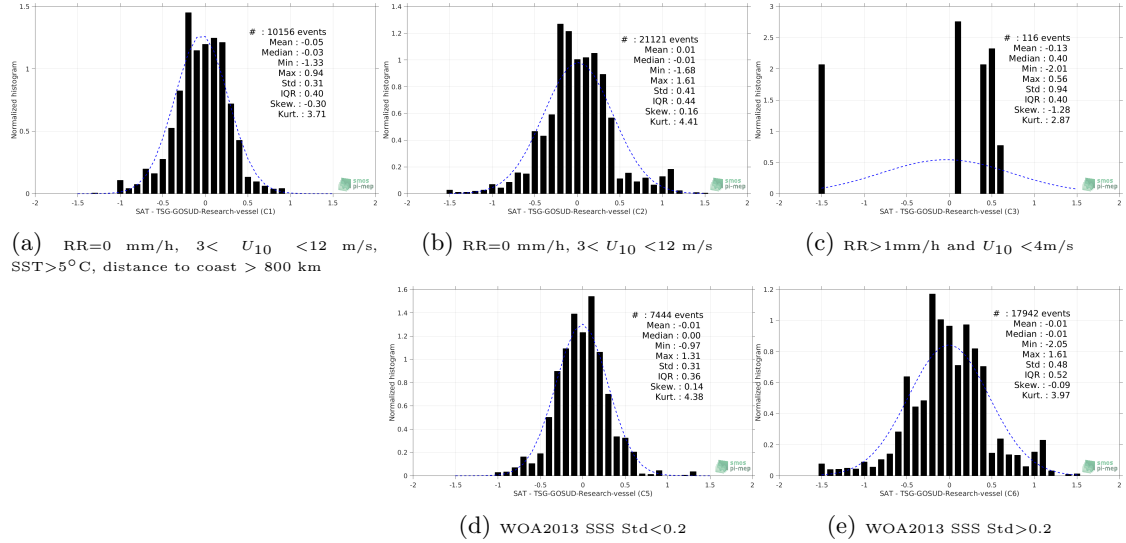 1.5
1
0.5
0
-2
-1.5
-1
-0.5
0
0.5
1
1.5
2
Normalized histogram
SAT - TSG-GOSUD-Research-vessel (C1)
# : 10156 events
Mean : -0.05
Median : -0.03
Min : -1.33
Max : 0.94
Std : 0.31
IQR : 0.40
Skew. : -0.30
Kurt. : 3.71
smos
pi-mep
(a) RR=0 mm/h, 3< U10 <12 m/s,
SST>5°C, distance to coast > 800 km
1.4
1.2
1
0.8
0.6
0.4
0.2
0
-2
-1.5
-1
-0.5
0
0.5
1
1.5
2
Normalized histogram
SAT - TSG-GOSUD-Research-vessel (C2)
# : 21121 events
Mean : 0.01
Median : -0.01
Min : -1.68
Max : 1.61
Std : 0.41
IQR : 0.44
Skew. : 0.16
Kurt. : 4.41
smos
pi-mep
(b) RR=0 mm/h, 3< U10 <12 m/s
3
2.5
2
1.5
1
0.5
0
-2
-1.5
-1
-0.5
0
0.5
1
1.5
2
Normalized histogram
SAT - TSG-GOSUD-Research-vessel (C3)
# : 116 events
Mean : -0.13
Median : 0.40
Min : -2.01
Max : 0.56
Std : 0.94
IQR : 0.40
Skew. : -1.28
Kurt. : 2.87
smos
pi-mep
(c) RR>1mm/h and U10 <4m/s
1.6
1.4
1.2
1
0.8
0.6
0.4
0.2
0
-2
-1.5
-1
-0.5
0
0.5
1
1.5
2
Normalized histogram
SAT - TSG-GOSUD-Research-vessel (C5)
# : 7444 events
Mean : -0.01
Median : 0.00
Min : -0.97
Max : 1.31
Std : 0.31
IQR : 0.36
Skew. : 0.14
Kurt. : 4.38
smos
pi-mep
(d) WOA2013 SSS Std<0.2
1.2
1
0.8
0.6
0.4
0.2
0
-2
-1.5
-1
-0.5
0
0.5
1
1.5
2
Normalized histogram
SAT - TSG-GOSUD-Research-vessel (C6)
# : 17942 events
Mean : -0.01
Median : -0.01
Min : -2.05
Max : 1.61
Std : 0.48
IQR : 0.52
Skew. : -0.09
Kurt. : 3.97
smos
pi-mep
(e) WOA2013 SSS Std>0.2